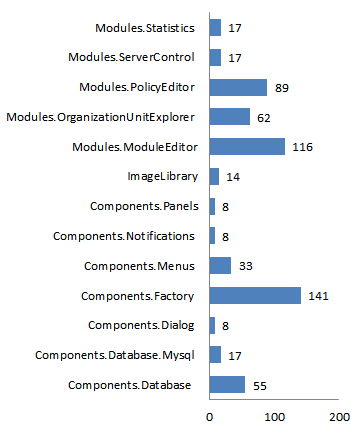 Modules.Statistics 17
Modules.ServerControl 17
Modules.PolicyEditor 89
Modules.OrganizationUnitExplorer 62
Modules.ModuleEditor 116
ImageLibrary 14
Components.Panels 8
Components.Notifications 8
Components.Menus 33
Components.Factory 141
Components.Dialog 8
Components.Database.Mysql 17
Components.Database 55
0 100 200